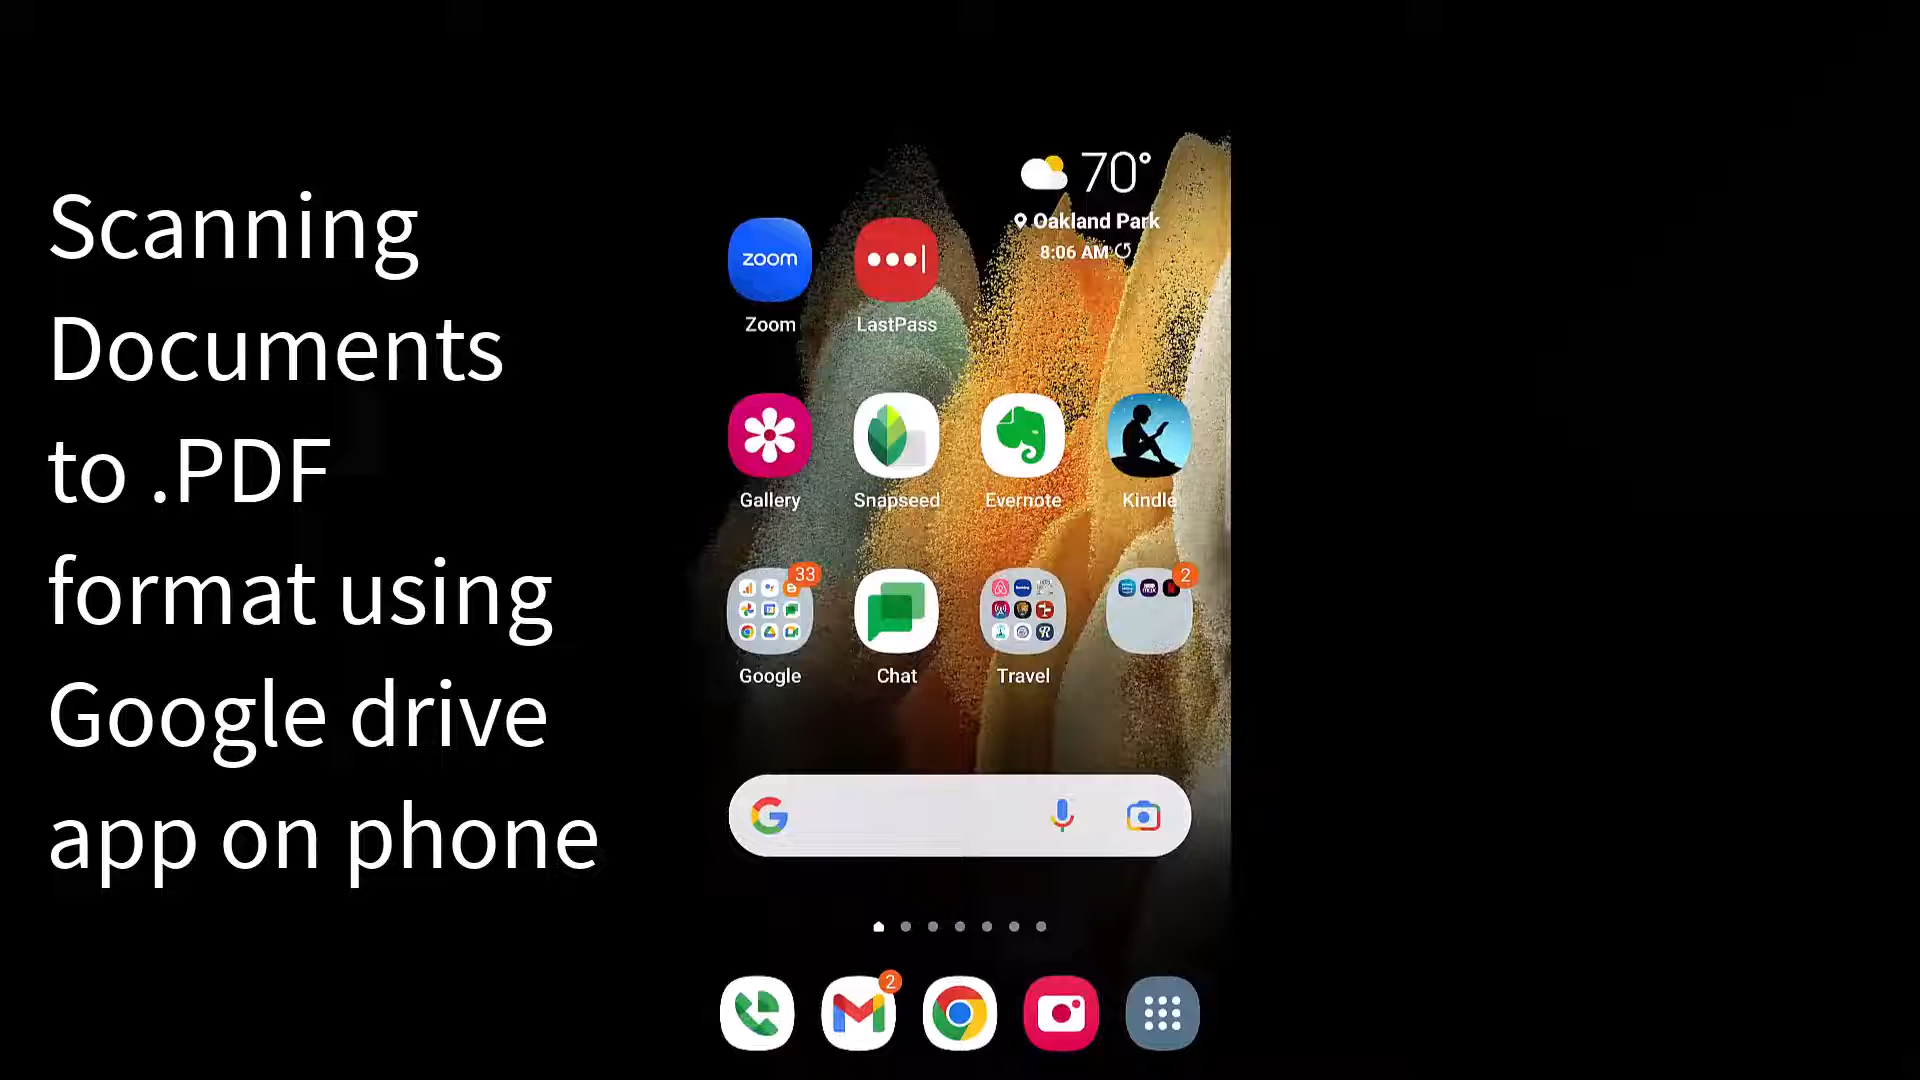 Scanning
Documents
to .PDF
format using
Google drive
app on phone
70°
Oakland Park
8:06 AM
zoom
Zoom
LastPass
Gallery
Snapseed
Evernote
Kindle
33
2
Google
Chat
Travel
2